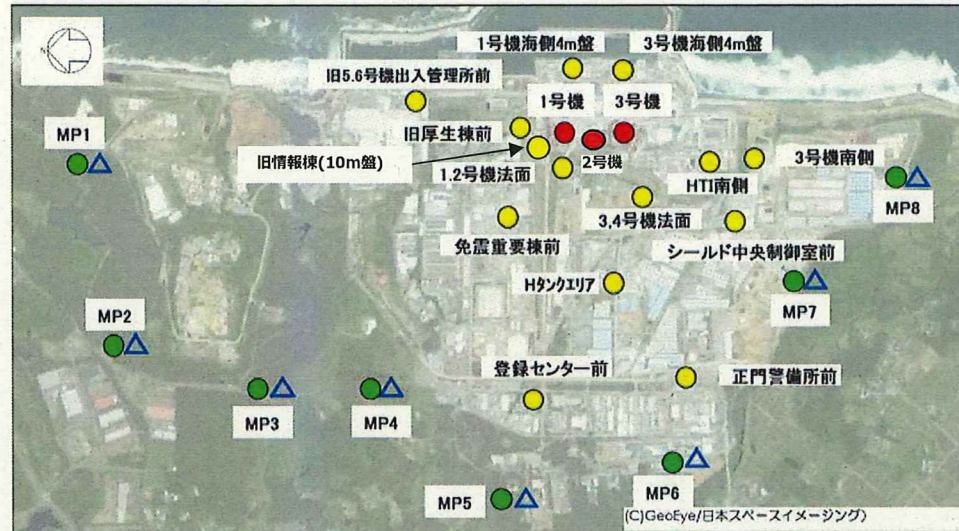 N
1号機海側4m盤
3号機海側4m盤
旧5.6号機出入管理所前
1号機
3号機
MP1
旧厚生棟前
旧情報棟(10m盤)
2号機
3号機南側
1.2号機法面
HTI南側
MP8
3,4号機法面
免震重要棟前
シールド中央制御室前
Hタンクエリア
MP7
MP2
登録センター前
正門警備所前
MP3
MP4
MP6
MP5
(C)GeoEye/日本スペースイメージング)